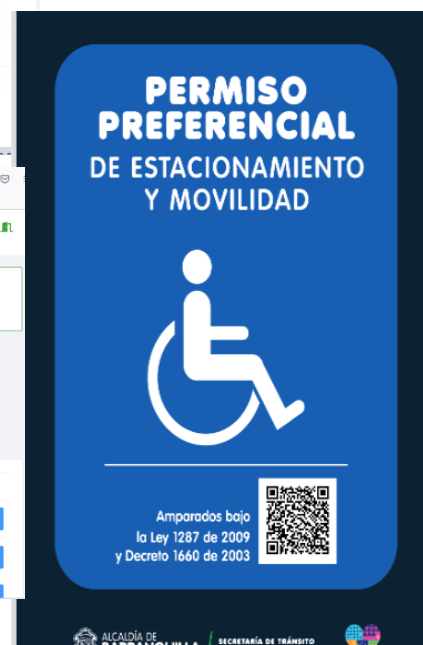 PERMISO
PREFERENCIAL
DE ESTACIONAMIENTO
Y MOVILIDAD
Amparados bajo
la Ley 1287 de 2009
y Decreto 1660 de 2003
ALCALDÍA DE
BARRANQUILLA
SECRETARÍA DE TRÁNSITO